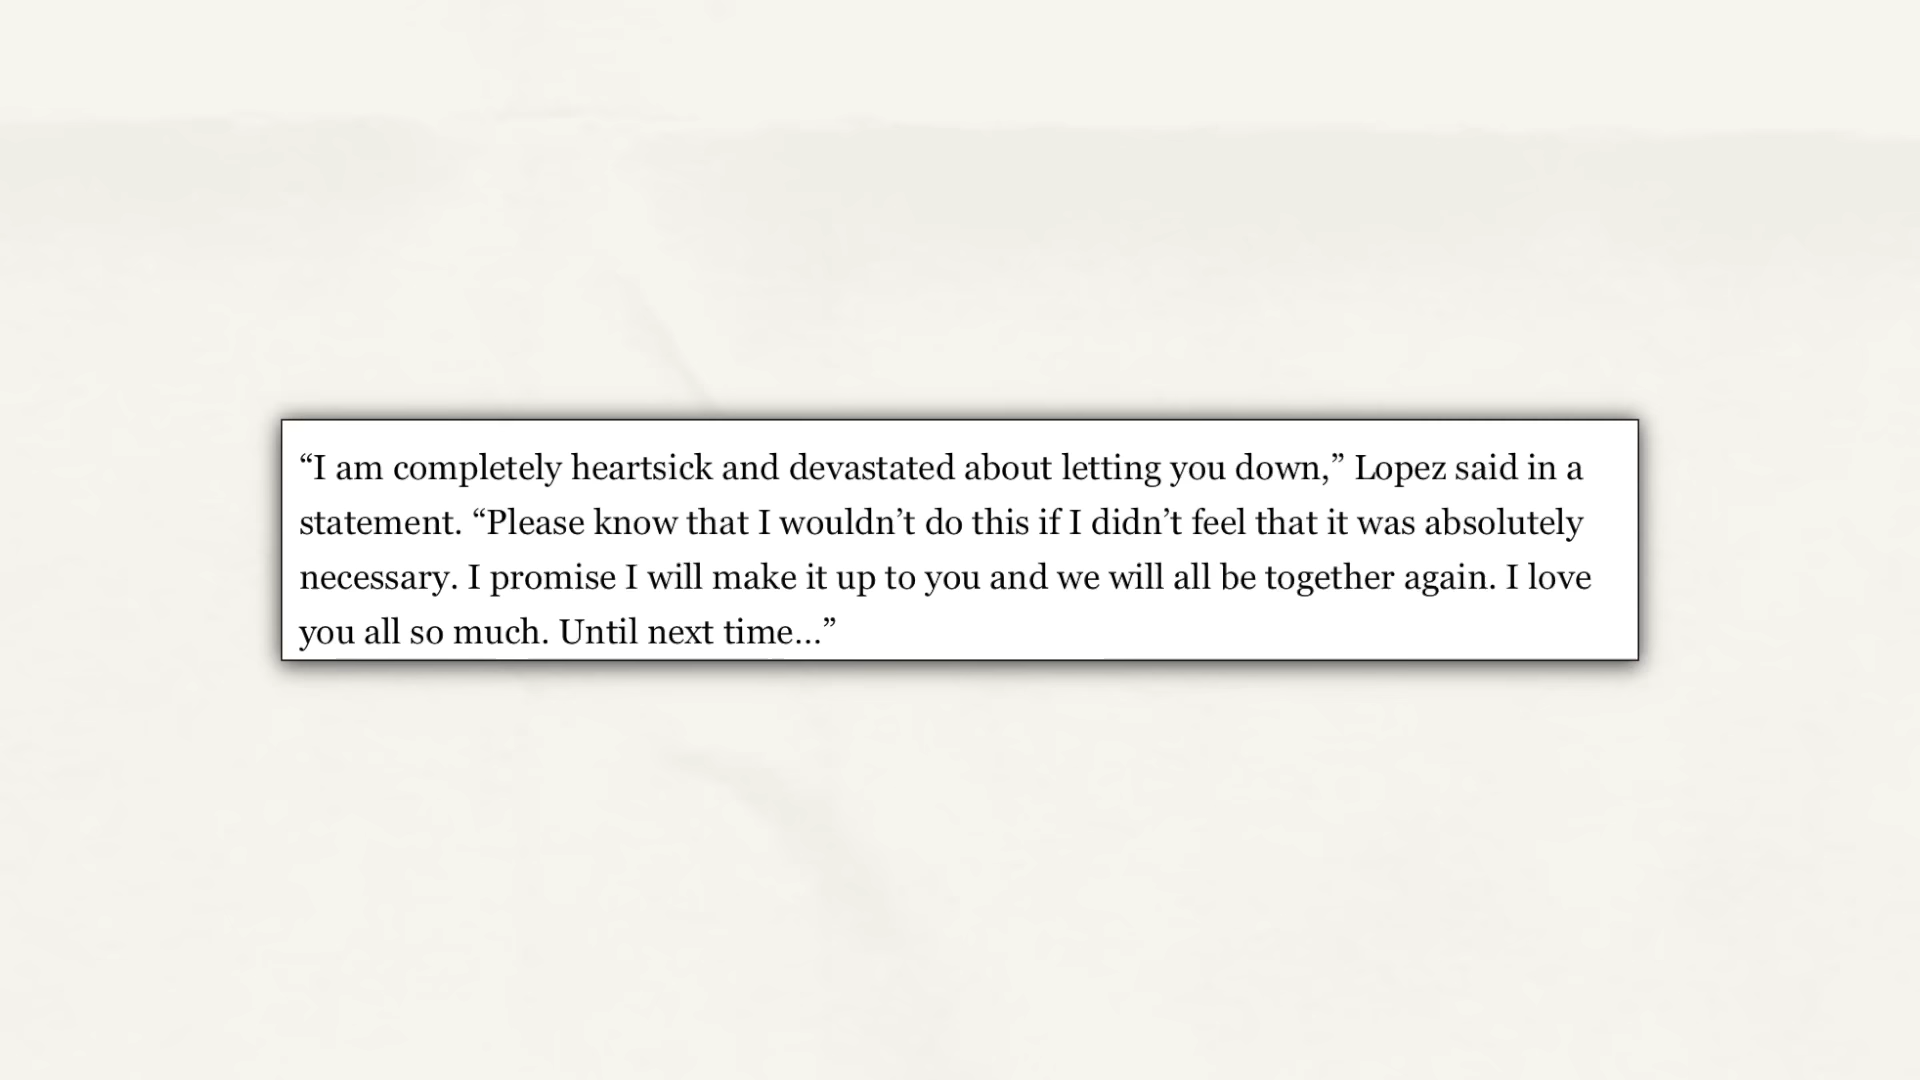 “I am completely heartsick and devastated about letting you down,” Lopez said in a
statement. “Please know that I wouldn’t do this if I didn’t feel that it was absolutely
necessary. I promise I will make it up to you and we will all be together again. I love
you all so much. Until next time…”